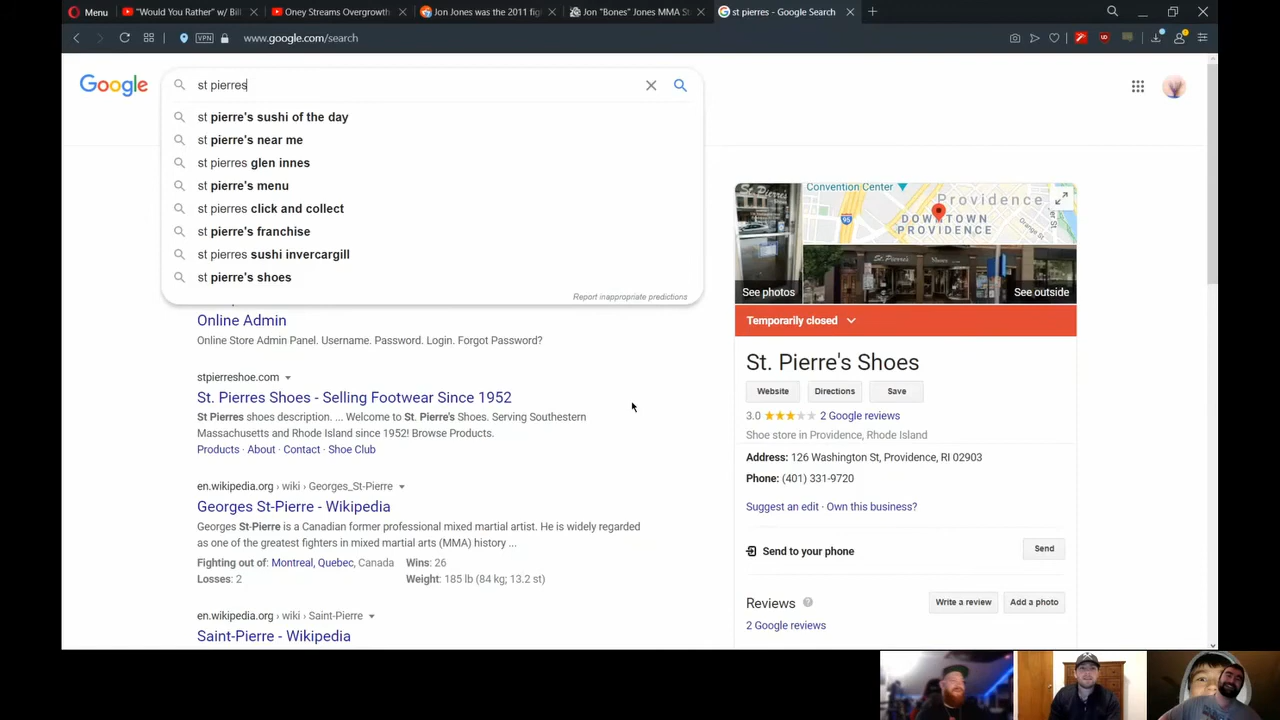 Menu
"Would You Rather" w/ Bill
Oney Streams Overgrowth
Jon Jones was the 2011 figh
Jon "Bones" Jones MMA St
st pierres - Google Search
VPN
www.google.com/search
Google
st pierres
st pierre's sushi of the day
st pierre's near me
st pierres glen innes
st pierre's menu
st pierres click and collect
st pierre's franchise
st pierres sushi invercargill
st pierre's shoes
Report inappropriate predictions
Online Admin
Online Store Admin Panel. Username. Password. Login. Forgot Password?
stpierreshoe.com
St. Pierres Shoes - Selling Footwear Since 1952
St Pierres shoes description. ... Welcome to St. Pierre's Shoes. Serving Southestern
Massachusetts and Rhode Island since 1952! Browse Products.
Products · About · Contact · Shoe Club
en.wikipedia.org › wiki › Georges_St-Pierre
Georges St-Pierre - Wikipedia
Georges St-Pierre is a Canadian former professional mixed martial artist. He is widely regarded
as one of the greatest fighters in mixed martial arts (MMA) history ...
Fighting out of: Montreal, Quebec, Canada Wins: 26
Losses: 2 Weight: 185 lb (84 kg; 13.2 st)
en.wikipedia.org › wiki › Saint-Pierre
Saint-Pierre - Wikipedia
Convention Center
Providence
95
DOWNTOWN
PROVIDENCE
See photos
See outside
Temporarily closed
St. Pierre's Shoes
Website Directions Save
3.0 2 Google reviews
Shoe store in Providence, Rhode Island
Address: 126 Washington St, Providence, RI 02903
Phone: (401) 331-9720
Suggest an edit · Own this business?
Send to your phone
Send
Reviews
Write a review
Add a photo
2 Google reviews